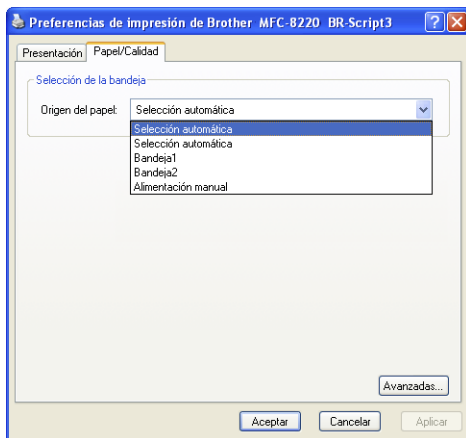 Preferencias de impresión de Brother MFC-8220 BR-Script3
Presentación Papel/Calidad
Selección de la bandeja
Origen del papel: Selección automática
Selección automática
Selección automática
Bandeja1
Bandeja2
Alimentación manual
Avanzadas...
Aceptar Cancelar Aplicar